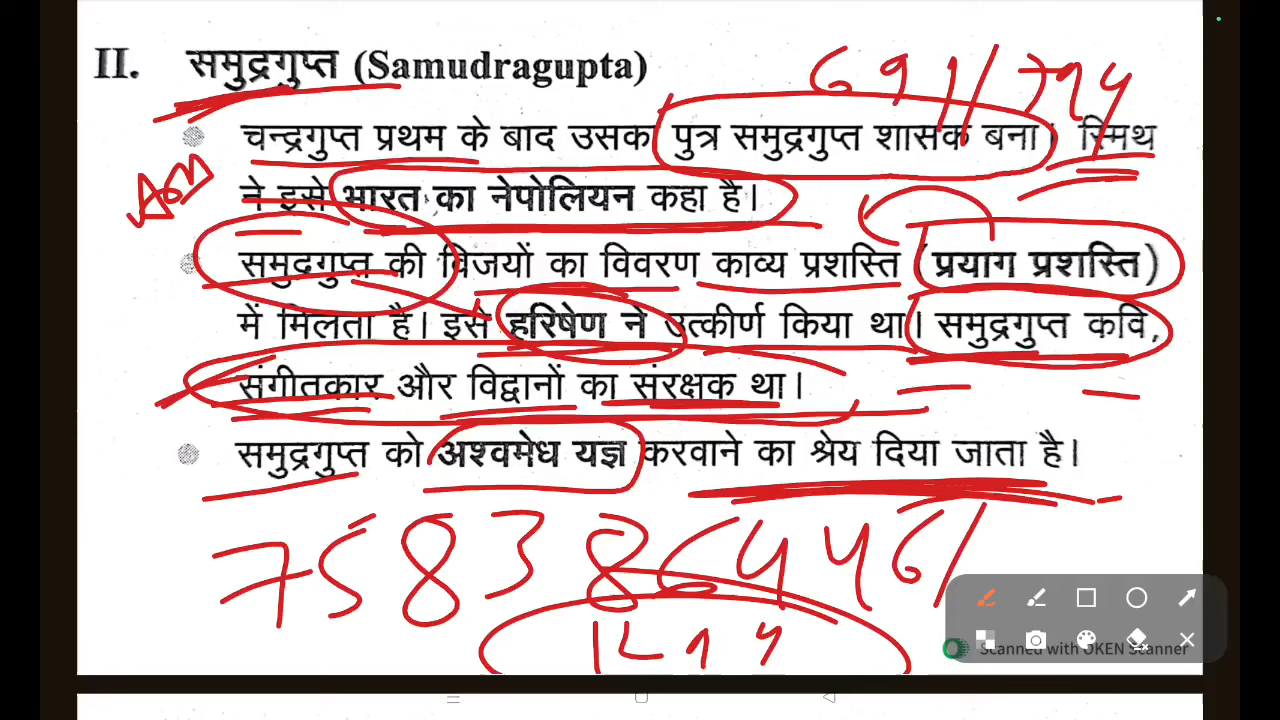 II. समुद्रगुप्त (Samudragupta)
691/794
चन्द्रगुप्त प्रथम के बाद उसक पुत्र समुद्रगुप्त शासक बना। स्मिथ
ने इसे भारत का नेपोलियन कहा है।
समुद्रगुप्त की विजयों का विवरण काव्य प्रशस्ति (प्रयाग प्रशस्ति)
में मिलता है। इसे हरिषेण ने उत्कीर्ण किया था। समुद्रगुप्त कवि,
संगीतकार और विद्वानों का संरक्षक था।
समुद्रगुप्त को अश्वमेध यज्ञ करवाने का श्रेय दिया जाता है।
Scanned with OKEN Scanner